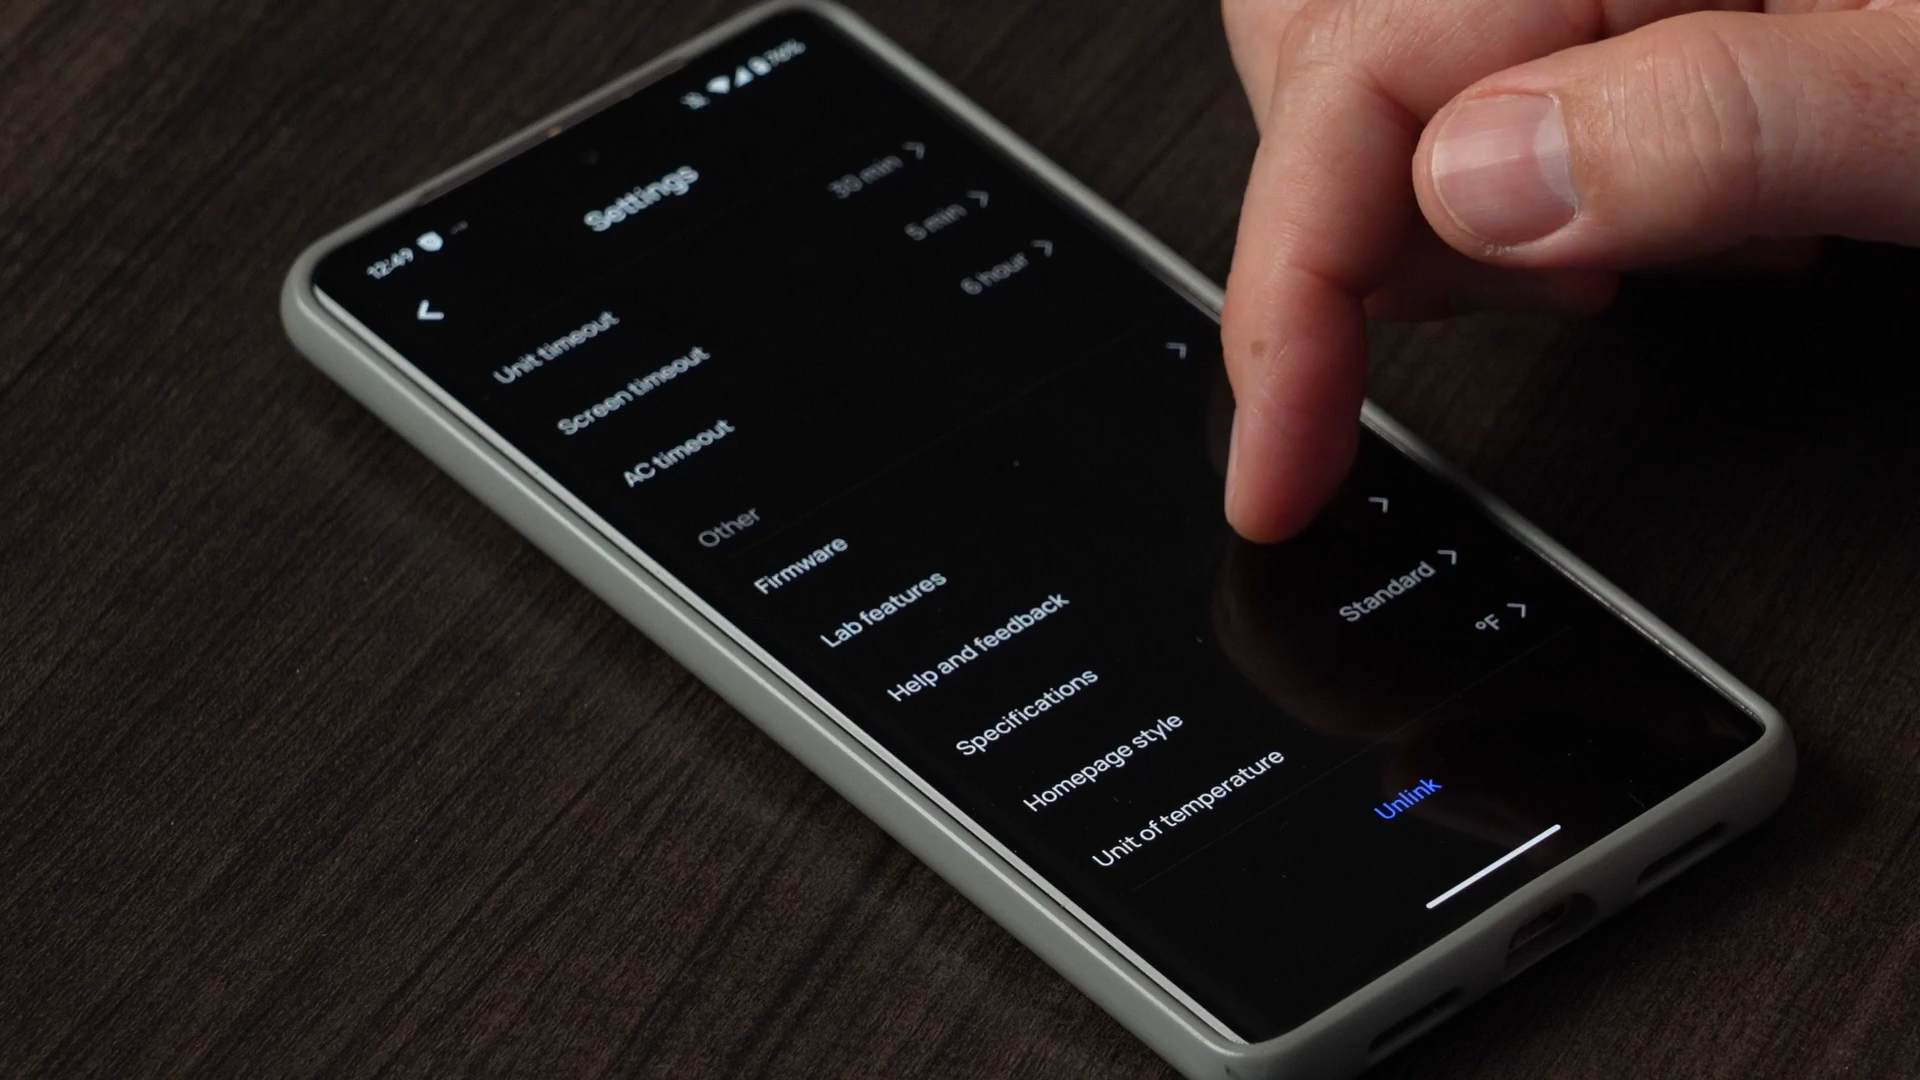 12:49
Settings
Unit timeout 30 min
Screen timeout 5 min
AC timeout 6 hour
Other
Firmware
Lab features
Help and feedback
Specifications
Homepage style Standard
Unit of temperature °F
Unlink